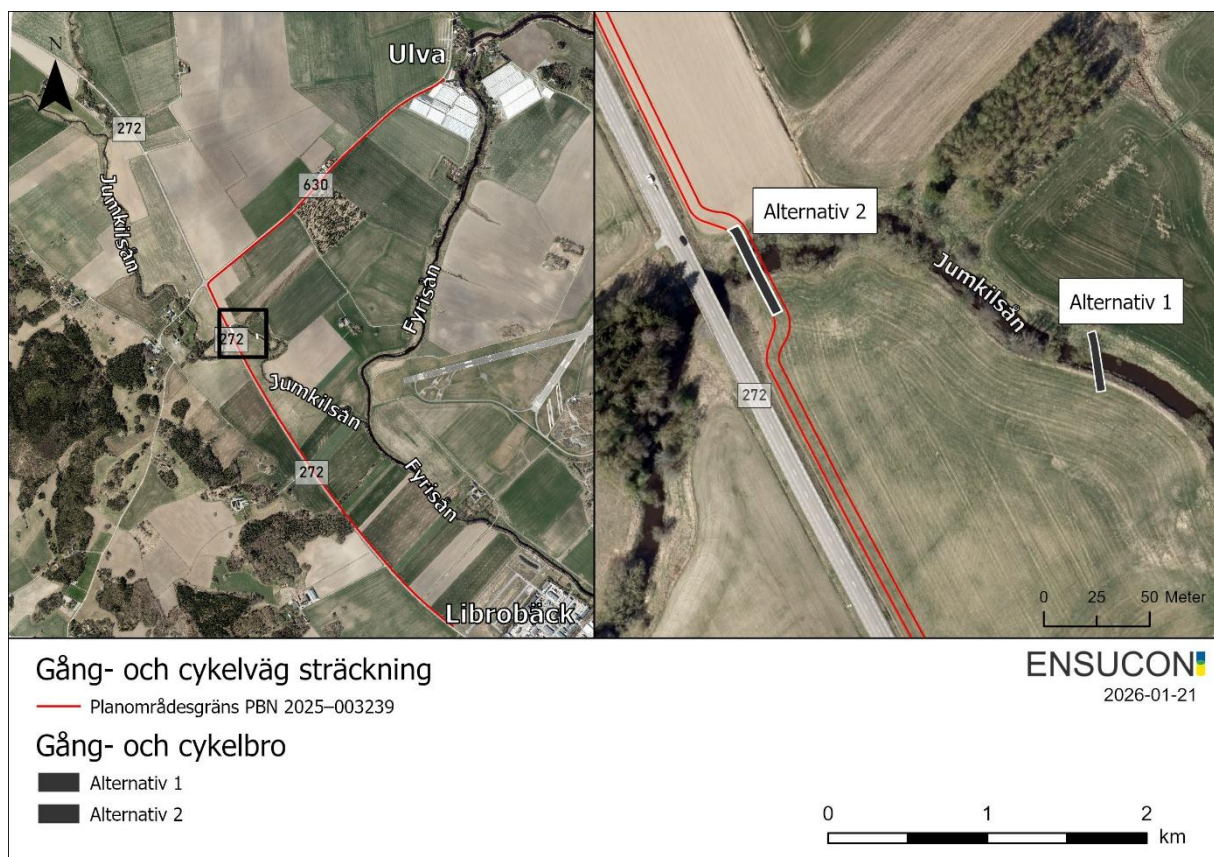 N
Ulva
272
Jumkilsån
630
Fyrisån
272
Jumkilsån
272
Fyrisån
Librobäck
Alternativ 2
Jumkilsån
Alternativ 1
272
0 25 50 Meter
Gång- och cykelväg sträckning
Planområdesgräns PBN 2025–003239
Gång- och cykelbro
Alternativ 1
Alternativ 2
ENSUCON
2026-01-21
0 1 2
km